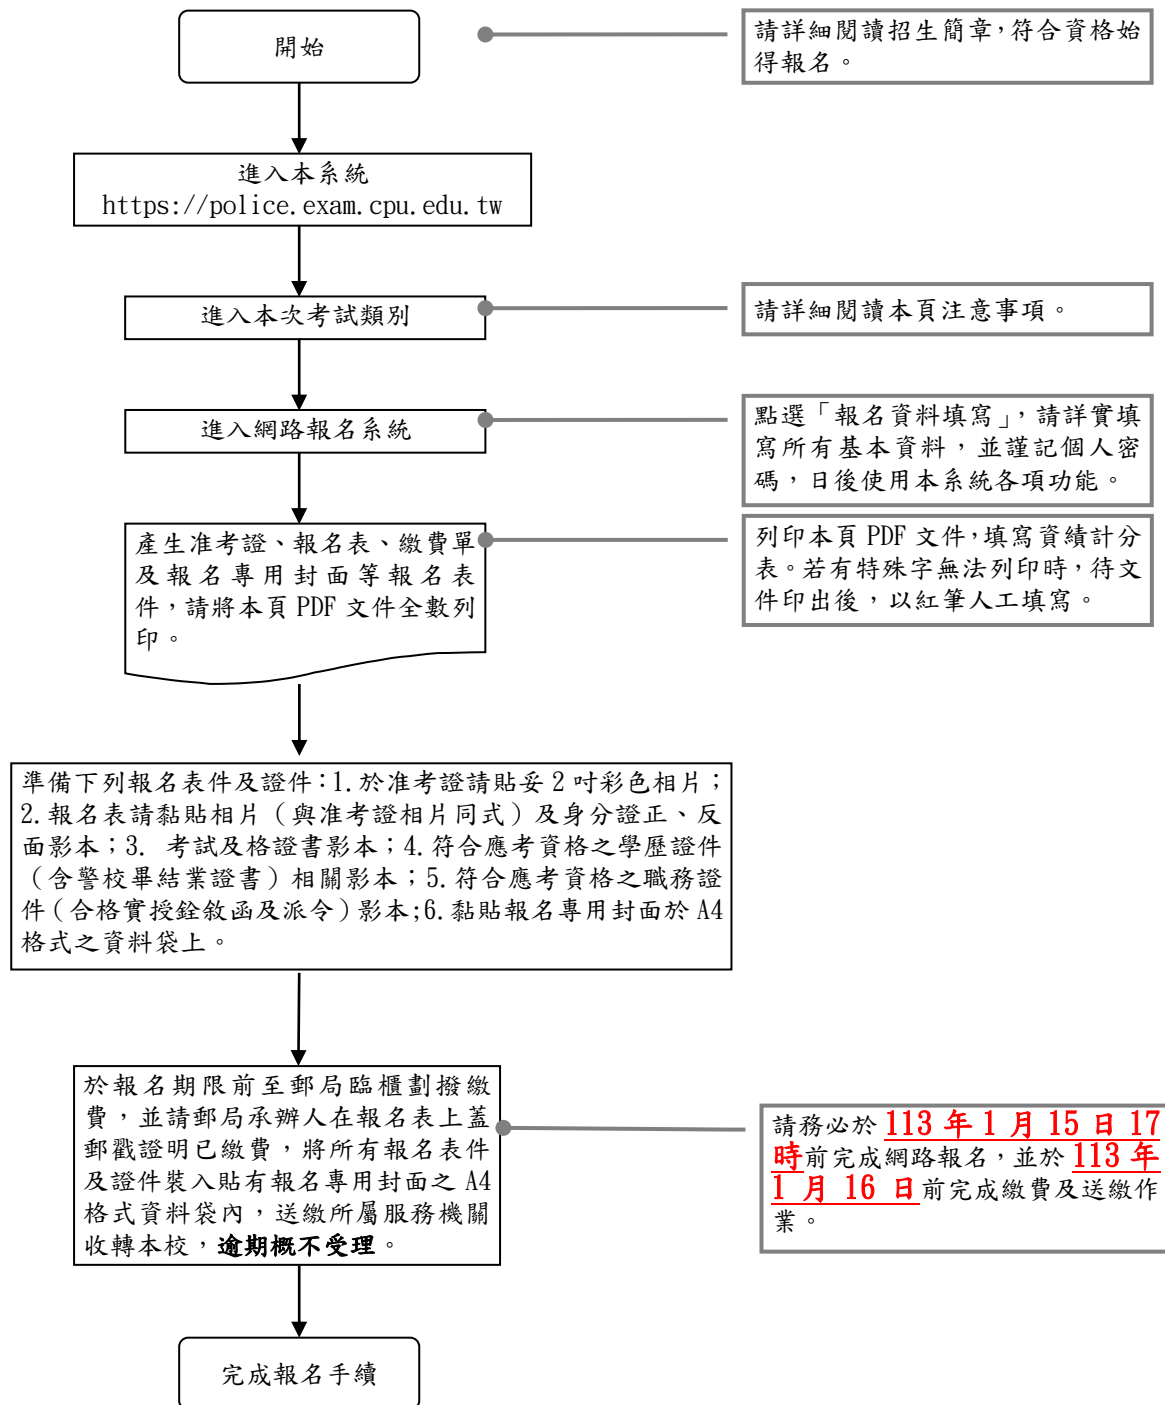 開始
請詳細閱讀招生簡章，符合資格始
得報名。
進入本系統
https://police.exam.cpu.edu.tw
進入本次考試類別
請詳細閱讀本頁注意事項。
進入網路報名系統
點選「報名資料填寫」，請詳實填
寫所有基本資料，並謹記個人密
碼，日後使用本系統各項功能。
產生准考證、報名表、繳費單
及報名專用封面等報名表
件，請將本頁 PDF 文件全數列
印。
列印本頁 PDF 文件，填寫資績計分
表。若有特殊字無法列印時，待文
件印出後，以紅筆人工填寫。
準備下列報名表件及證件：1.於准考證請貼妥 2 吋彩色相片；
2.報名表請黏貼相片（與准考證相片同式）及身分證正、反
面影本；3. 考試及格證書影本；4.符合應考資格之學歷證件
（含警校畢結業證書）相關影本；5.符合應考資格之職務證
件（合格實授銓敘函及派令）影本;6.黏貼報名專用封面於 A4
格式之資料袋上。
於報名期限前至郵局臨櫃劃撥繳
費，並請郵局承辦人在報名表上蓋
郵戳證明已繳費，將所有報名表件
及證件裝入貼有報名專用封面之 A4
格式資料袋內，送繳所屬服務機關
收轉本校，逾期概不受理。
請務必於 113 年 1 月 15 日 17
時前完成網路報名，並於 113 年
1 月 16 日前完成繳費及送繳作
業。
完成報名手續